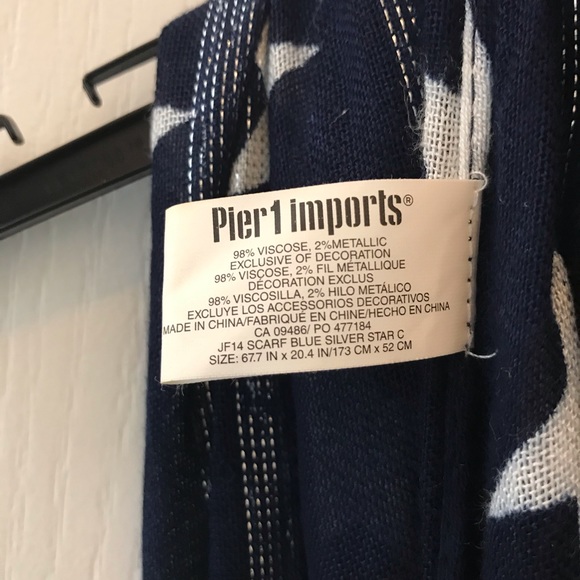 Pier1 imports®
98% VISCOSE, 2%METALLIC
EXCLUSIVE OF DECORATION
98% VISCOSE, 2% FIL MÉTALLIQUE
DÉCORATION EXCLUS
98% VISCOSILLA, 2% HILO METÁLICO
EXCLUYE LOS ACCESSORIOS DECORATIVOS
MADE IN CHINA/FABRIQUÉ EN CHINE/HECHO EN CHINA
CA 09486/ PO 477184
JF14 SCARF BLUE SILVER STAR C
SIZE: 67.7 IN x 20.4 IN/173 CM x 52 CM